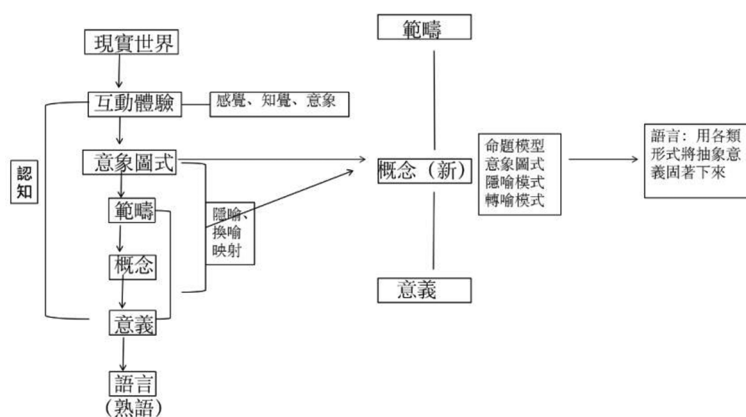 現實世界
互動體驗
感覺、知覺、意象
認知
意象圖式
範疇
隱喻、
換喻
映射
概念
意義
語言
(熟語)
範疇
概念（新）
意義
命題模型
意象圖式
隱喻模式
轉喻模式
語言：用各類
形式將抽象意
義固著下來